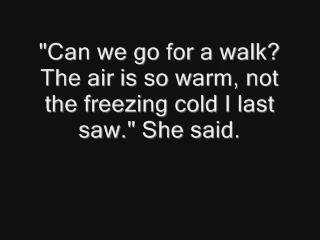 "Can we go for a walk?
The air is so warm, not
the freezing cold I last
saw." She said.